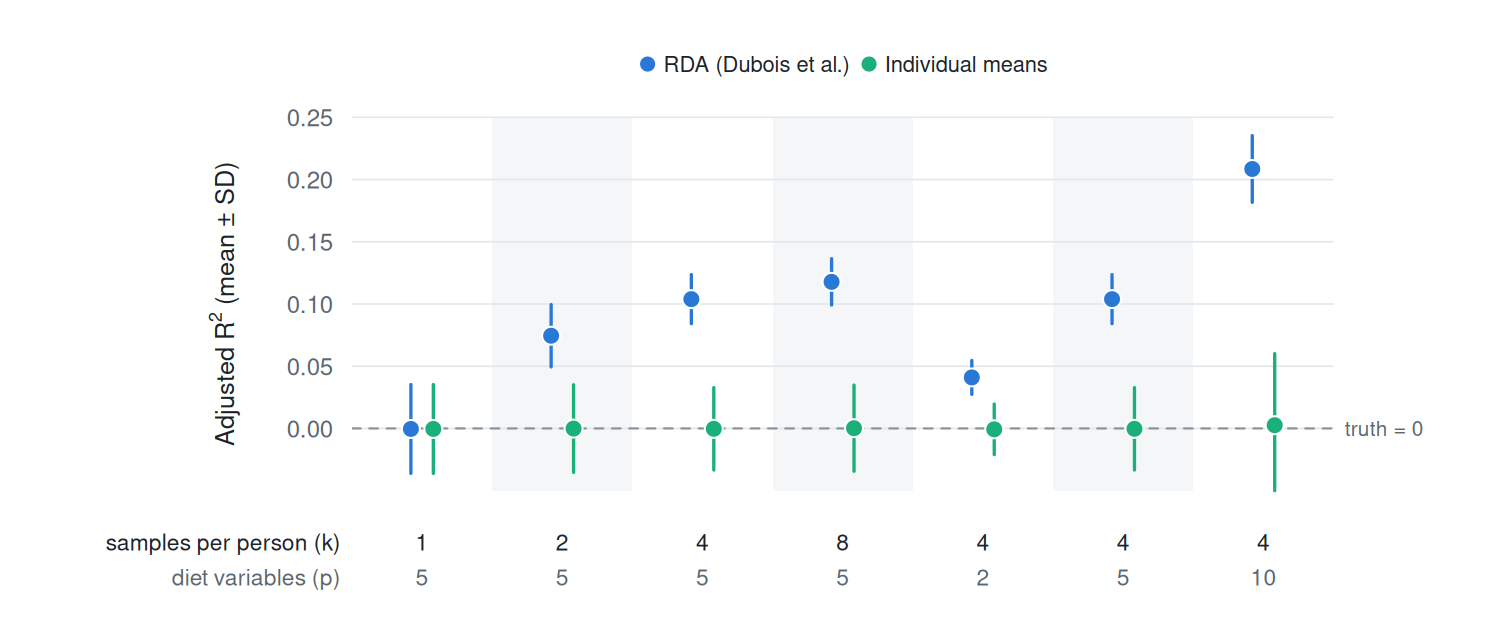 RDA (Dubois et al.) Individual means
Adjusted R² (mean ± SD)
0.25
0.20
0.15
0.10
0.05
0.00
truth = 0
samples per person (k) 1 2 4 8 4 4 4
diet variables (p) 5 5 5 5 2 5 10